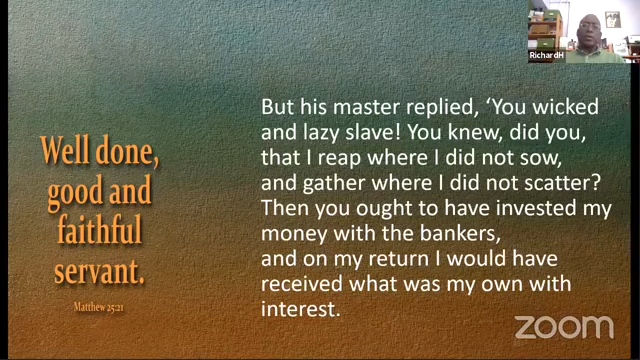 RichardH
Well done,
good and
faithful
servant.
Matthew 25:21
But his master replied, ‘You wicked
and lazy slave! You knew, did you,
that I reap where I did not sow,
and gather where I did not scatter?
Then you ought to have invested my
money with the bankers,
and on my return I would have
received what was my own with
interest.
zoom